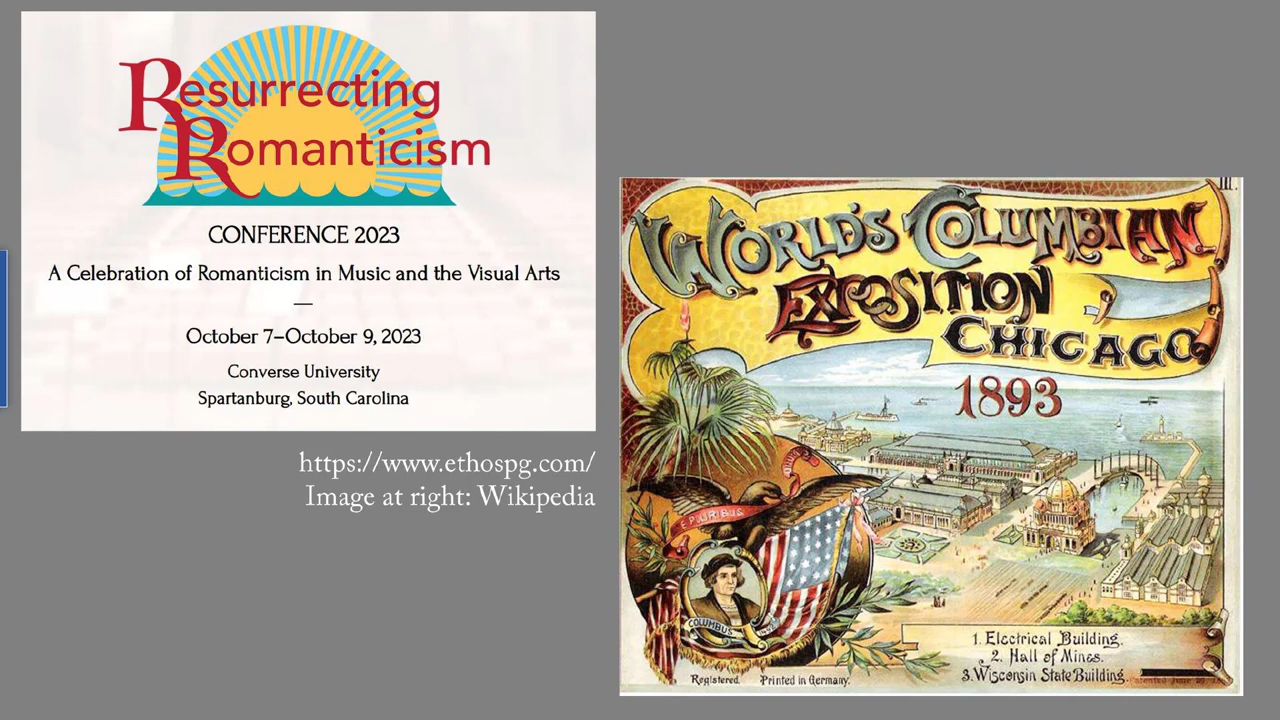 Resurrecting
Romanticism
CONFERENCE 2023
A Celebration of Romanticism in Music and the Visual Arts
—
October 7–October 9, 2023
Converse University
Spartanburg, South Carolina
https://www.ethospg.com/
Image at right: Wikipedia
III.
WORLD'S COLUMBIAN
EXPOSITION
CHICAGO
1893
E PLURIBUS
COLUMBUS
1. Electrical Building.
2. Hall of Mines.
3. Wisconsin State Building.
Registered. Printed in Germany.